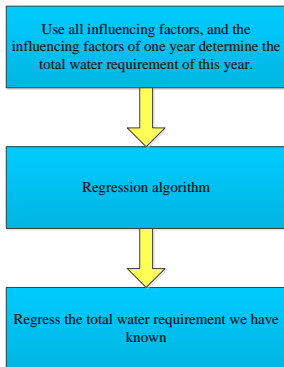 Use all influencing factors, and the
influencing factors of one year determine the
total water requirement of this year.
Regression algorithm
Regress the total water requirement we have
known